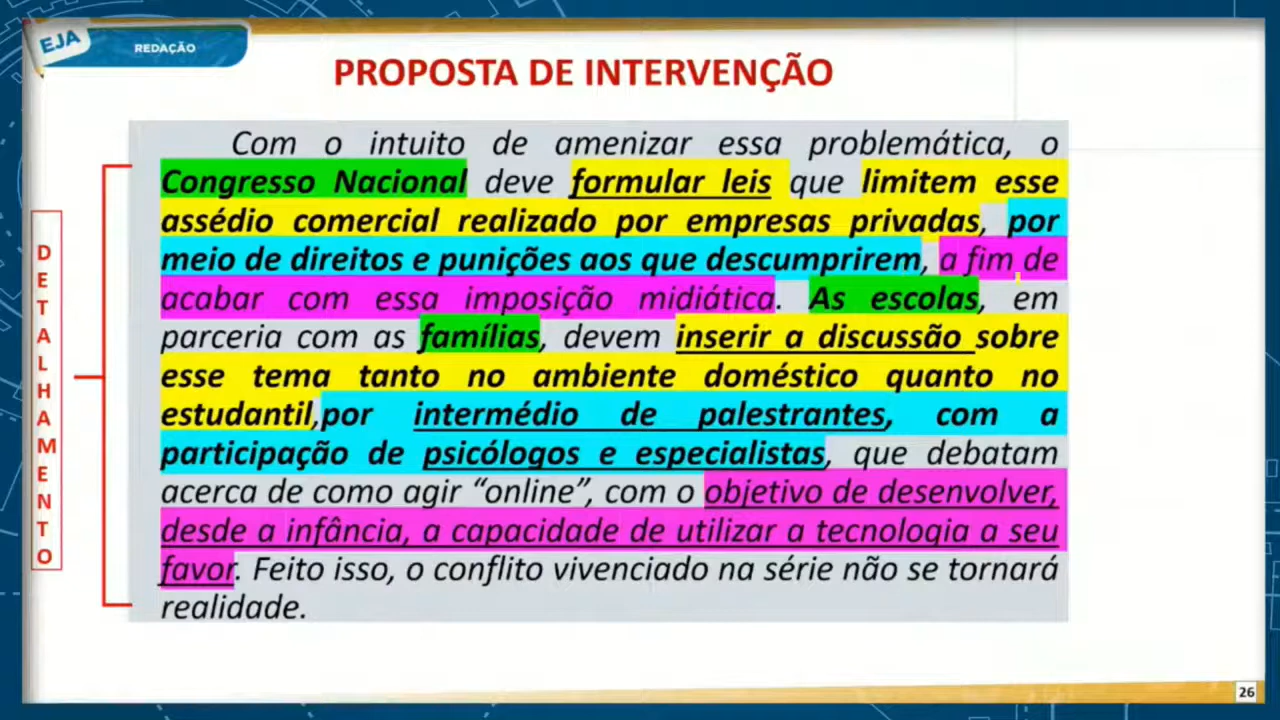 EJA
REDAÇÃO
PROPOSTA DE INTERVENÇÃO
Com o intuito de amenizar essa problemática, o
Congresso Nacional deve formular leis que limitem esse
assédio comercial realizado por empresas privadas, por
meio de direitos e punições aos que descumprirem, a fim de
acabar com essa imposição midiática. As escolas, em
parceria com as famílias, devem inserir a discussão sobre
esse tema tanto no ambiente doméstico quanto no
estudantil,por intermédio de palestrantes, com a
participação de psicólogos e especialistas, que debatam
acerca de como agir “online”, com o objetivo de desenvolver,
desde a infância, a capacidade de utilizar a tecnologia a seu
favor. Feito isso, o conflito vivenciado na série não se tornará
realidade.
DETALHAMENTO
26